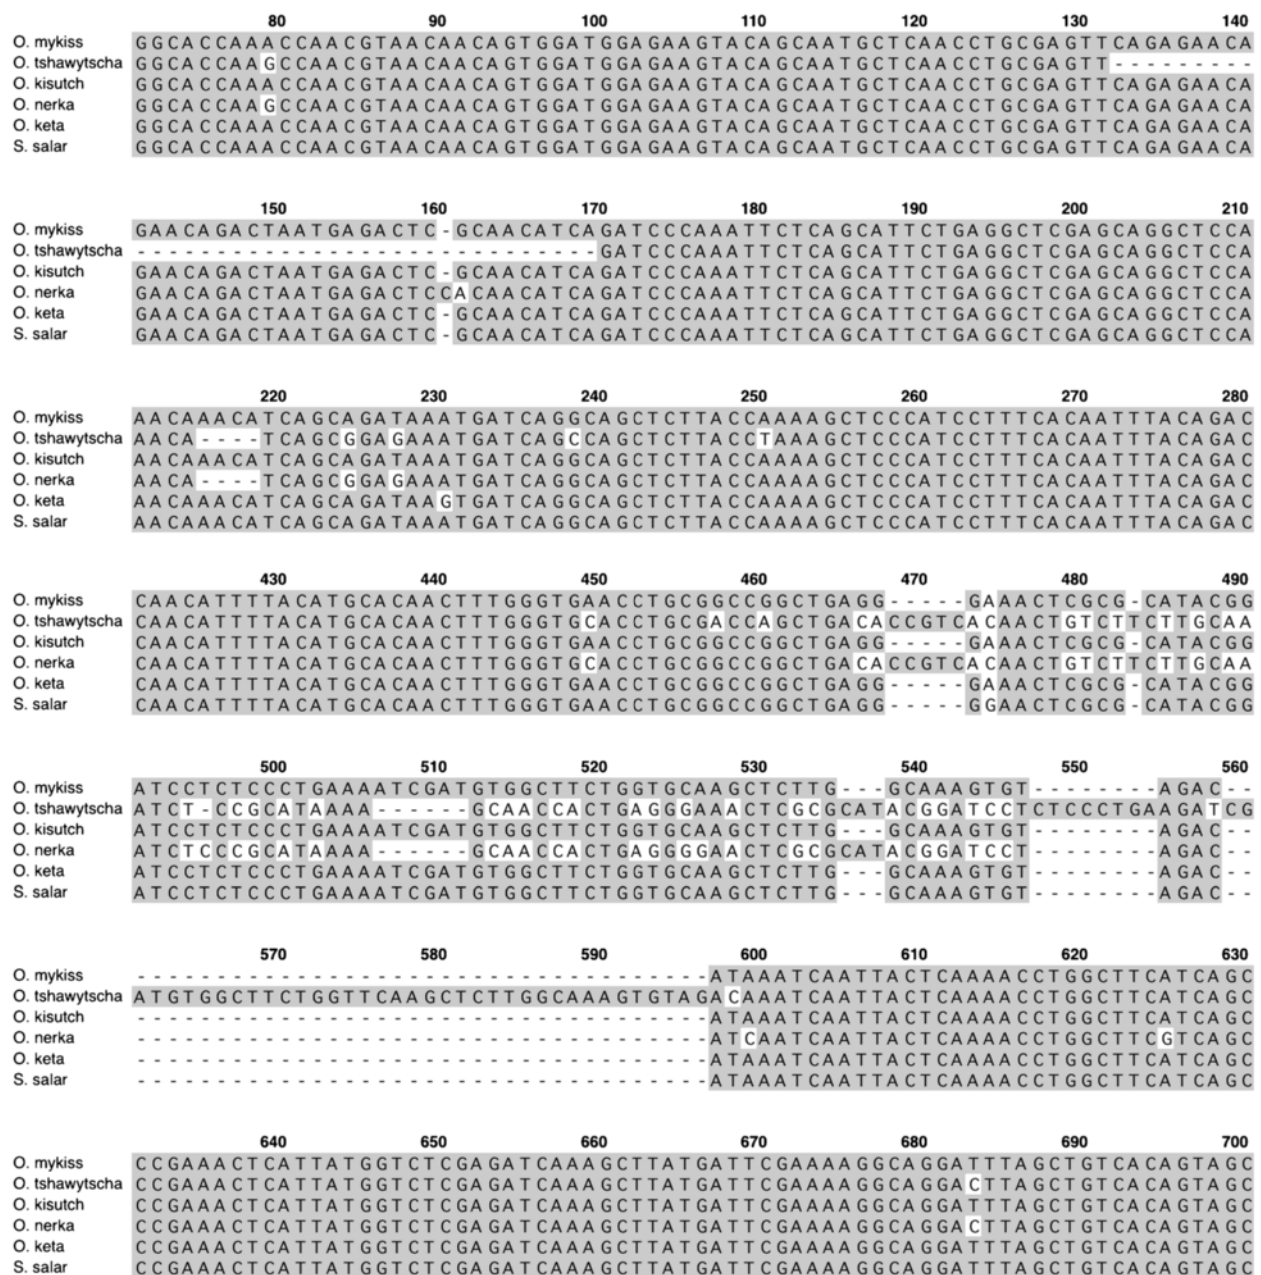 80 90 100 110 120 130 140
O. mykiss GGCACCAAACCAACGTAACAACAGTGGATGGAGAAGTACAGCAATGCTCAACCTGCGAGTTCAGAGAACA
O. tshawytscha GGCACCAAGCCAACGTAACAACAGTGGATGGAGAAGTACAGCAATGCTCAACCTGCGAGTT---------
O. kisutch GGCACCAAACCAACGTAACAACAGTGGATGGAGAAGTACAGCAATGCTCAACCTGCGAGTTCAGAGAACA
O. nerka GGCACCAAGCCAACGTAACAACAGTGGATGGAGAAGTACAGCAATGCTCAACCTGCGAGTTCAGAGAACA
O. keta GGCACCAAACCAACGTAACAACAGTGGATGGAGAAGTACAGCAATGCTCAACCTGCGAGTTCAGAGAACA
S. salar GGCACCAAACCAACGTAACAACAGTGGATGGAGAAGTACAGCAATGCTCAACCTGCGAGTTCAGAGAACA
150 160 170 180 190 200 210
O. mykiss GAACAGACTAATGAGACTC-GCAACATCAGATCCCAAATTCTCAGCATTCTGAGGCTCGAGCAGGCTCCA
O. tshawytscha -----------------------------GATCCCAAATTCTCAGCATTCTGAGGCTCGAGCAGGCTCCA
O. kisutch GAACAGACTAATGAGACTC-GCAACATCAGATCCCAAATTCTCAGCATTCTGAGGCTCGAGCAGGCTCCA
O. nerka GAACAGACTAATGAGACTCCACAACATCAGATCCCAAATTCTCAGCATTCTGAGGCTCGAGCAGGCTCCA
O. keta GAACAGACTAATGAGACTC-GCAACATCAGATCCCAAATTCTCAGCATTCTGAGGCTCGAGCAGGCTCCA
S. salar GAACAGACTAATGAGACTC-GCAACATCAGATCCCAAATTCTCAGCATTCTGAGGCTCGAGCAGGCTCCA
220 230 240 250 260 270 280
O. mykiss AACAAACATCAGCAGATAAATGATCAGGCAGCTCTTACCAAAAGCTCCCATCCTTTCACAATTTACAGAC
O. tshawytscha AACA----TCAGCGGAGAAATGATCAGCCAGCTCTTACCTAAAGCTCCCATCCTTTCACAATTTACAGAC
O. kisutch AACAAACATCAGCAGATAAATGATCAGGCAGCTCTTACCAAAAGCTCCCATCCTTTCACAATTTACAGAC
O. nerka AACA----TCAGCGGAGAAATGATCAGGCAGCTCTTACCAAAAGCTCCCATCCTTTCACAATTTACAGAC
O. keta AACAAACATCAGCAGATAAGTGATCAGGCAGCTCTTACCAAAAGCTCCCATCCTTTCACAATTTACAGAC
S. salar AACAAACATCAGCAGATAAATGATCAGGCAGCTCTTACCAAAAGCTCCCATCCTTTCACAATTTACAGAC
430 440 450 460 470 480 490
O. mykiss CAACATTTTACATGCACAACTTTGGGTGAACCTGCGGCCGGCTGAGG-----GAAACTCGCG-CATACGG
O. tshawytscha CAACATTTTACATGCACAACTTTGGGTGCACCTGCGACCAGCTGACACCGTCACAACTGTCTTCTTGCAA
O. kisutch CAACATTTTACATGCACAACTTTGGGTGAACCTGCGGCCGGCTGAGG-----GAAACTCGCG-CATACGG
O. nerka CAACATTTTACATGCACAACTTTGGGTGCACCTGCGGCCGGCTGACACCGTCACAACTGTCTTCTTGCAA
O. keta CAACATTTTACATGCACAACTTTGGGTGAACCTGCGGCCGGCTGAGG-----GAAACTCGCG-CATACGG
S. salar CAACATTTTACATGCACAACTTTGGGTGAACCTGCGGCCGGCTGAGG-----GGAACTCGCG-CATACGG
500 510 520 530 540 550 560
O. mykiss ATCCTCTCCCTGAAAATCGATGTGGCTTCTGGTGCAAGCTCTTG---GCAAAGTGT--------AGAC--
O. tshawytscha ATCT-CCGCATAAAA------GCAACCACTGAGGGAAACTCGCGCATACGGATCCTCTCCCTGAAGATCG
O. kisutch ATCCTCTCCCTGAAAATCGATGTGGCTTCTGGTGCAAGCTCTTG---GCAAAGTGT--------AGAC--
O. nerka ATCTCCCGCATAAAA------GCAACCACTGAGGGGAACTCGCGCATACGGATCCT--------AGAC--
O. keta ATCCTCTCCCTGAAAATCGATGTGGCTTCTGGTGCAAGCTCTTG---GCAAAGTGT--------AGAC--
S. salar ATCCTCTCCCTGAAAATCGATGTGGCTTCTGGTGCAAGCTCTTG---GCAAAGTGT--------AGAC--
570 580 590 600 610 620 630
O. mykiss ------------------------------------ATAAATCAATTACTCAAAACCTGGCTTCATCAGC
O. tshawytscha ATGTGGCTTCTGGTTCAAGCTCTTGGCAAAGTGTAGACAAATCAATTACTCAAAACCTGGCTTCATCAGC
O. kisutch ------------------------------------ATAAATCAATTACTCAAAACCTGGCTTCATCAGC
O. nerka ------------------------------------ATCAATCAATTACTCAAAACCTGGCTTCGTCAGC
O. keta ------------------------------------ATAAATCAATTACTCAAAACCTGGCTTCATCAGC
S. salar ------------------------------------ATAAATCAATTACTCAAAACCTGGCTTCATCAGC
640 650 660 670 680 690 700
O. mykiss CCGAAACTCATTATGGTCTCGAGATCAAAGCTTATGATTCGAAAAGGCAGGATTTAGCTGTCACAGTAGC
O. tshawytscha CCGAAACTCATTATGGTCTCGAGATCAAAGCTTATGATTCGAAAAGGCAGGACTTAGCTGTCACAGTAGC
O. kisutch CCGAAACTCATTATGGTCTCGAGATCAAAGCTTATGATTCGAAAAGGCAGGATTTAGCTGTCACAGTAGC
O. nerka CCGAAACTCATTATGGTCTCGAGATCAAAGCTTATGATTCGAAAAGGCAGGACTTAGCTGTCACAGTAGC
O. keta CCGAAACTCATTATGGTCTCGAGATCAAAGCTTATGATTCGAAAAGGCAGGATTTAGCTGTCACAGTAGC
S. salar CCGAAACTCATTATGGTCTCGAGATCAAAGCTTATGATTCGAAAAGGCAGGATTTAGCTGTCACAGTAGC